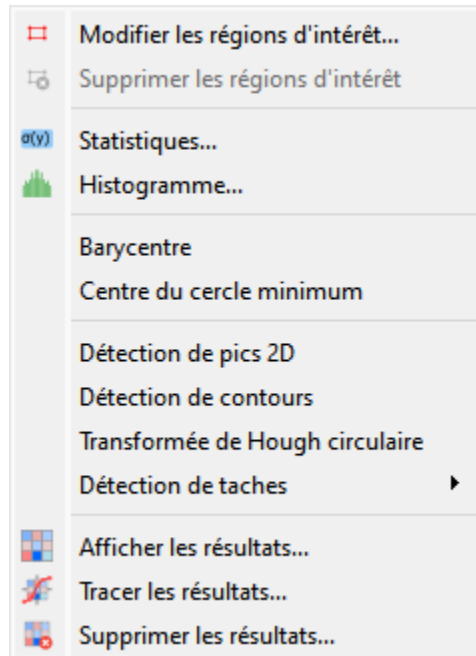 Modifier les régions d'intérêt...
Supprimer les régions d'intérêt
σ(y) Statistiques...
Histogramme...
Barycentre
Centre du cercle minimum
Détection de pics 2D
Détection de contours
Transformée de Hough circulaire
Détection de taches
Afficher les résultats...
Tracer les résultats...
Supprimer les résultats...